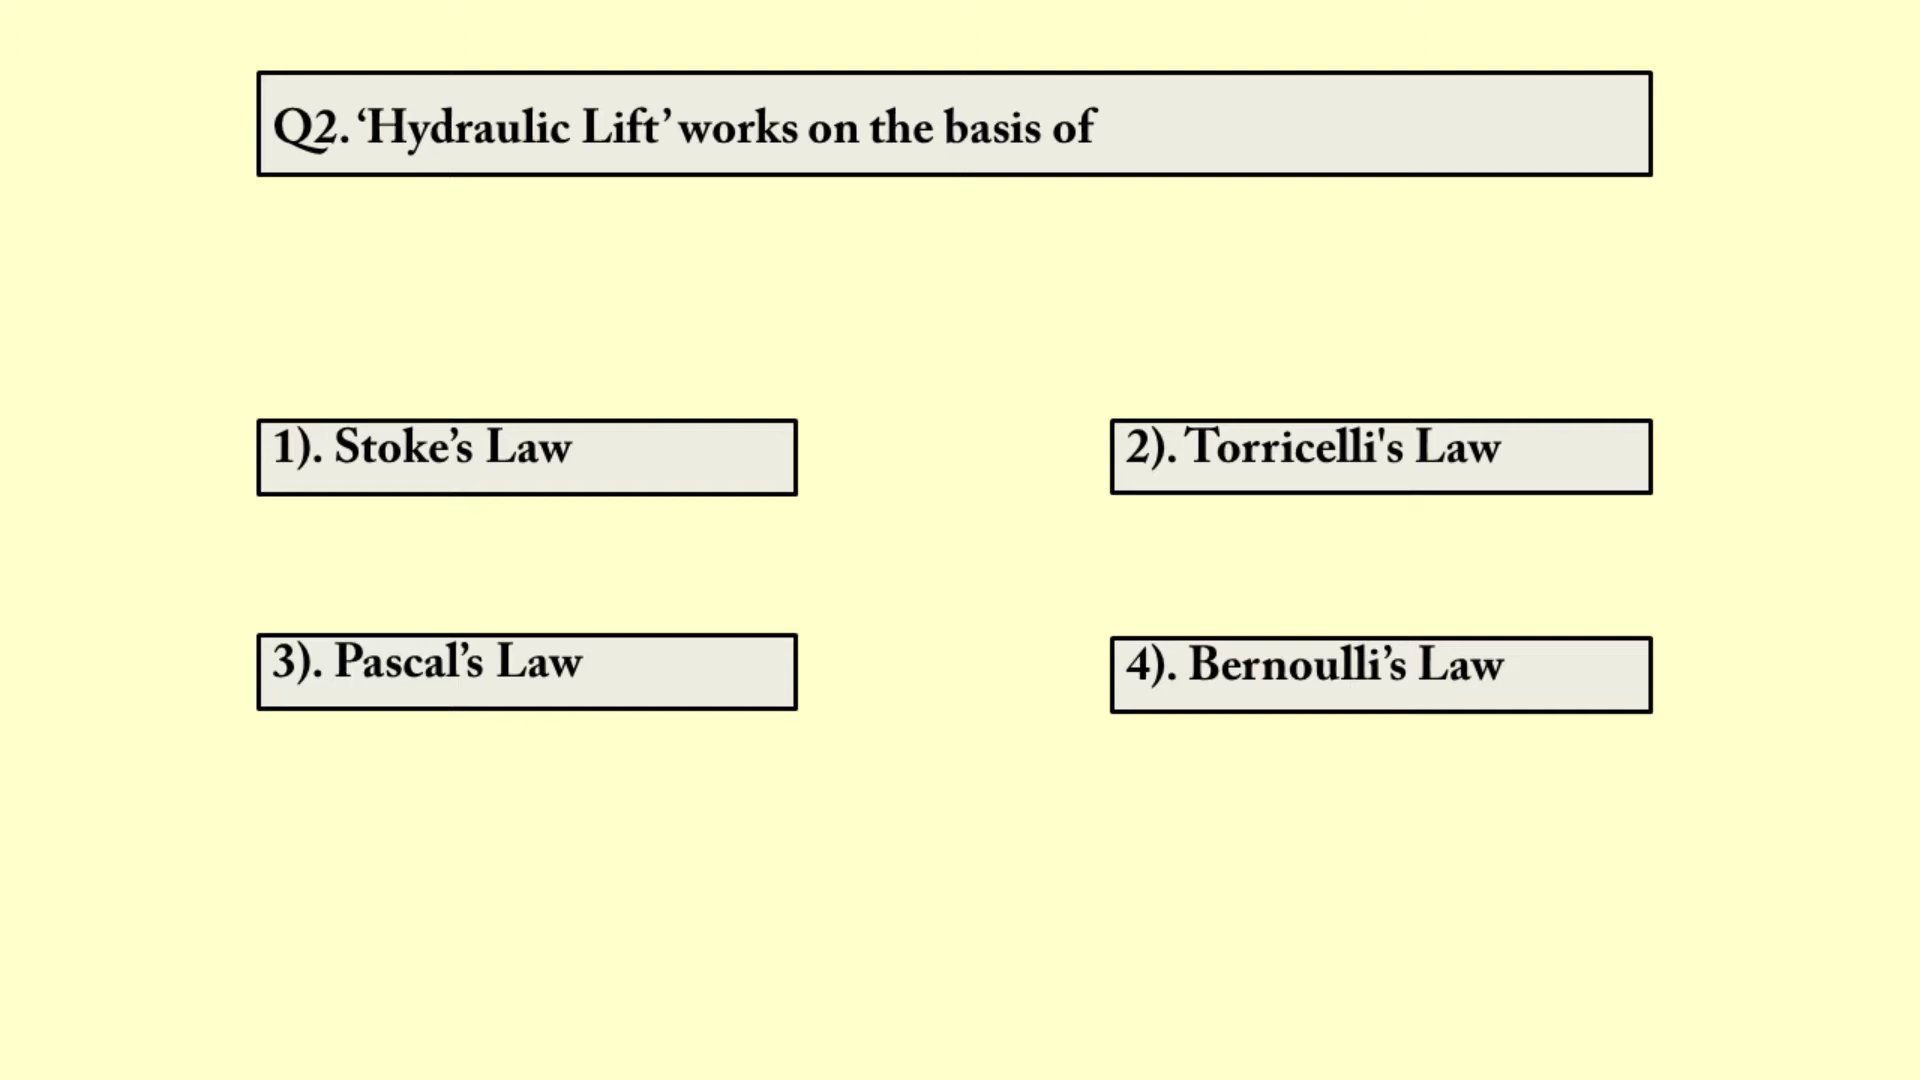 Q2. ‘Hydraulic Lift’ works on the basis of
1). Stoke’s Law
2). Torricelli's Law
3). Pascal’s Law
4). Bernoulli’s Law